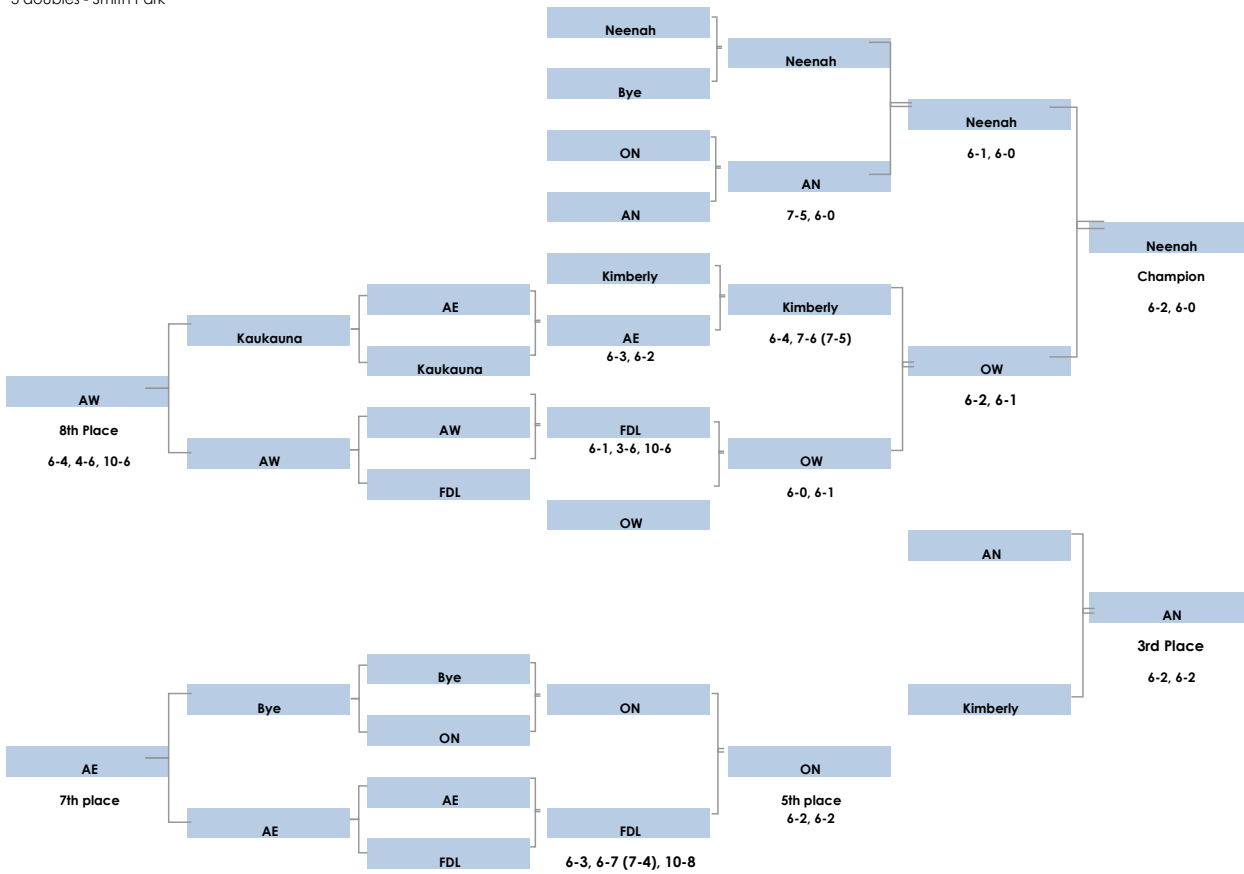 Neenah
Neenah
Bye
Neenah
6-1, 6-0
ON
AN
7-5, 6-0
AN
Neenah
Champion
6-2, 6-0
Kimberly
AE
Kimberly
6-4, 7-6 (7-5)
Kaukauna
AE
6-3, 6-2
Kaukauna
OW
6-2, 6-1
AW
8th Place
6-4, 4-6, 10-6
AW
FDL
6-1, 3-6, 10-6
AW
OW
6-0, 6-1
FDL
OW
AN
AN
3rd Place
6-2, 6-2
Bye
Bye
ON
Kimberly
ON
AE
7th place
ON
5th place
6-2, 6-2
AE
AE
FDL
6-3, 6-7 (7-4), 10-8
FDL